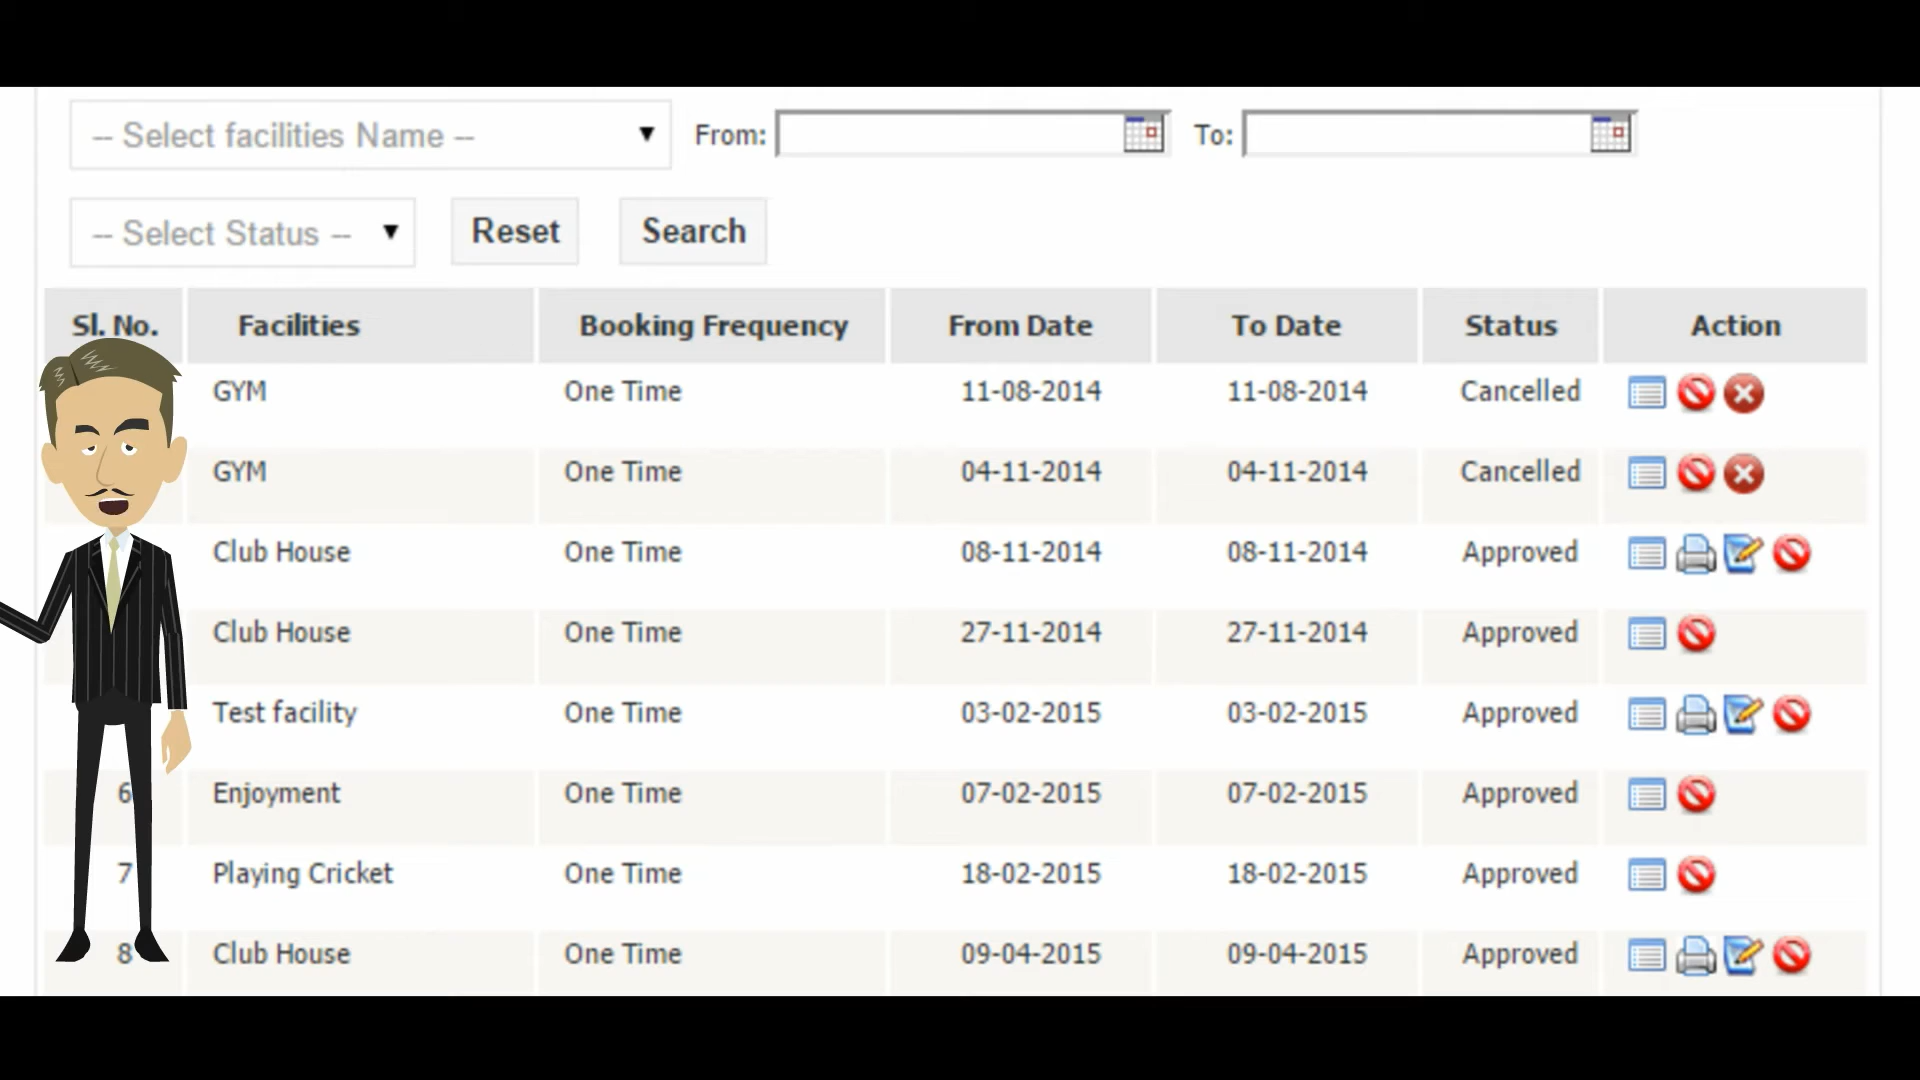 -- Select facilities Name -- From: To:
-- Select Status -- Reset Search
Sl. No. Facilities Booking Frequency From Date To Date Status Action
GYM One Time 11-08-2014 11-08-2014 Cancelled
GYM One Time 04-11-2014 04-11-2014 Cancelled
Club House One Time 08-11-2014 08-11-2014 Approved
Club House One Time 27-11-2014 27-11-2014 Approved
Test facility One Time 03-02-2015 03-02-2015 Approved
6 Enjoyment One Time 07-02-2015 07-02-2015 Approved
7 Playing Cricket One Time 18-02-2015 18-02-2015 Approved
8 Club House One Time 09-04-2015 09-04-2015 Approved